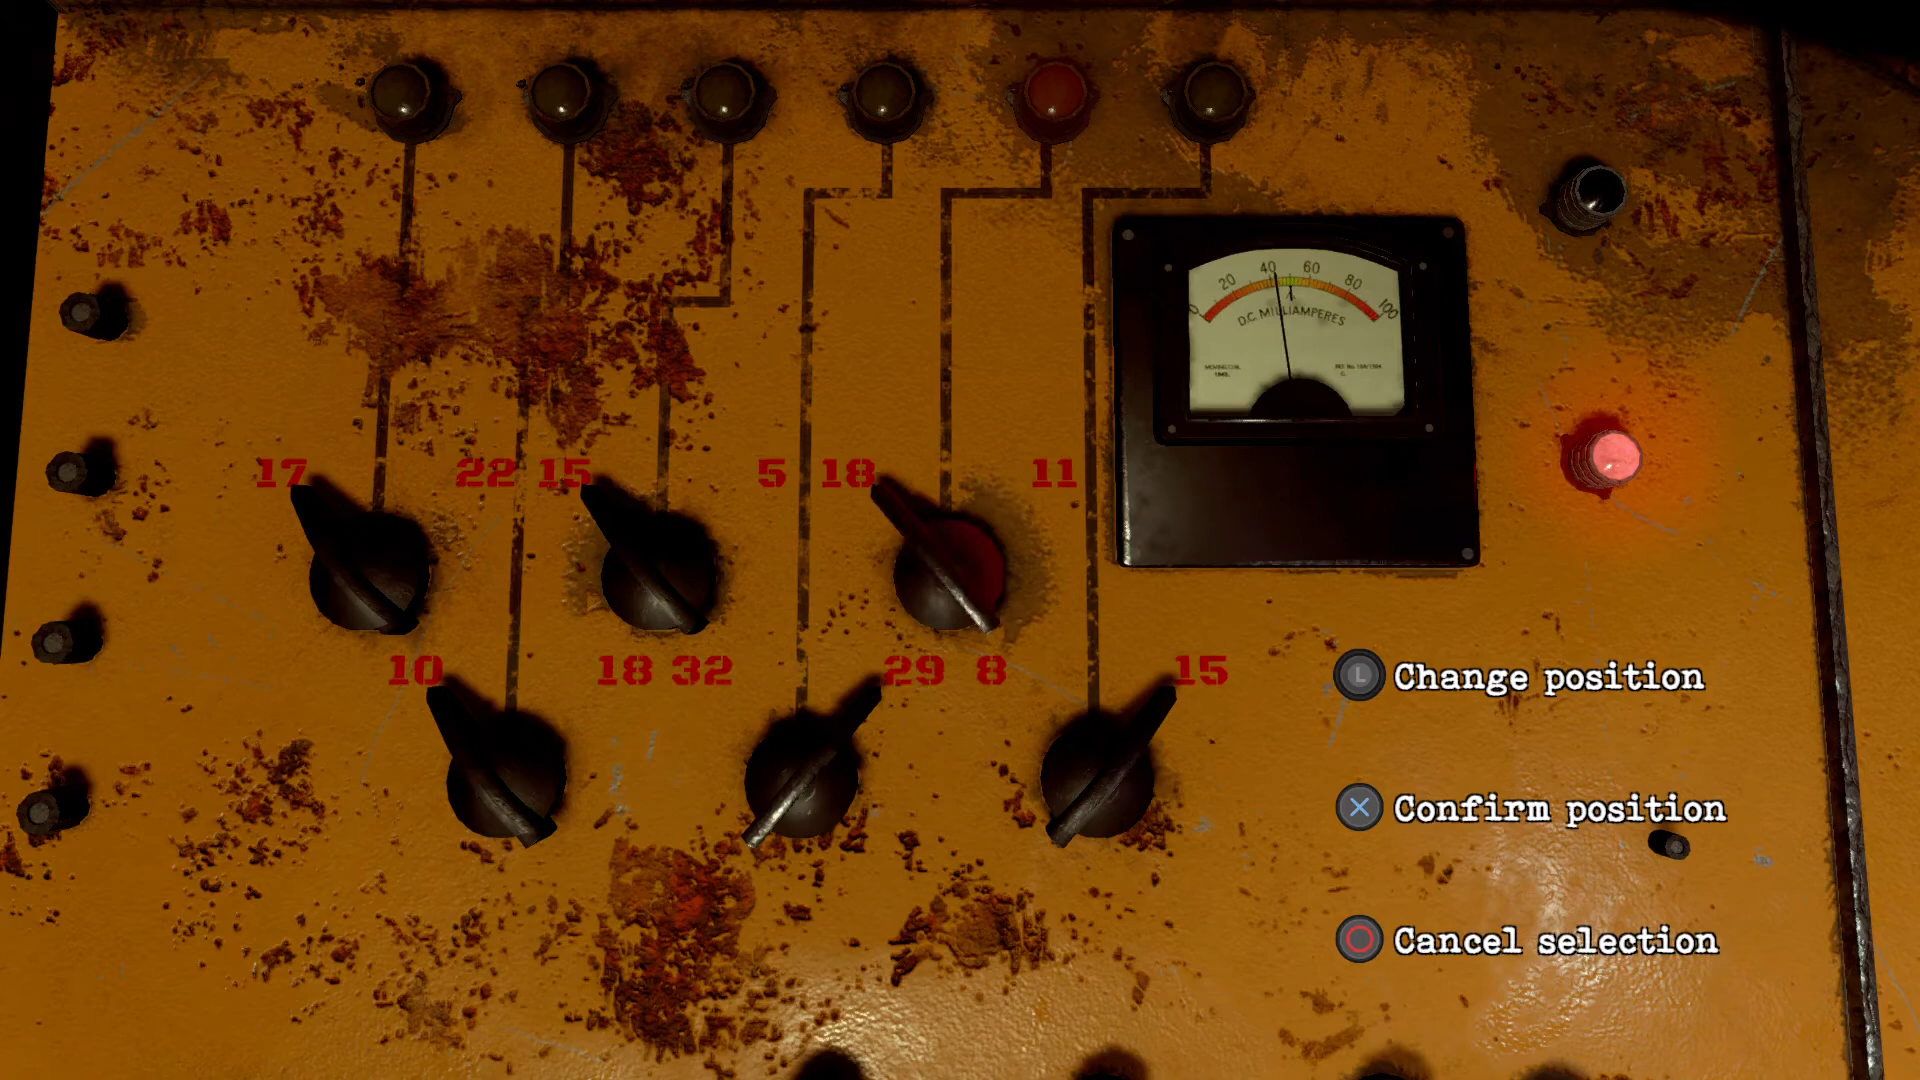 0 20 40 60 80 100
D.C. MILLIAMPERES
17 22 15 5 18 11
10 18 32 29 8 15
L Change position
Confirm position
Cancel selection